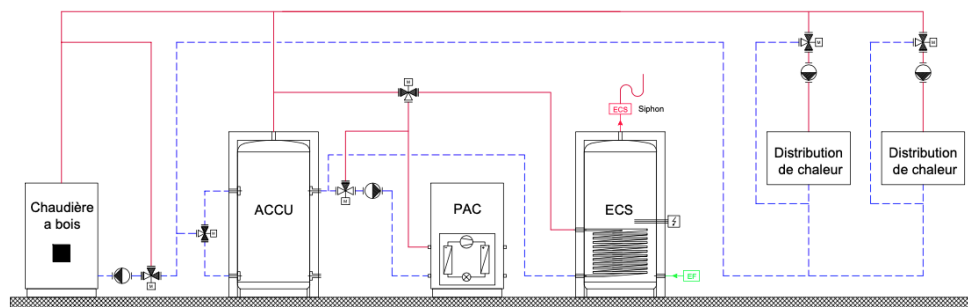 M
M
M
ECS
Siphon
Distribution
de chaleur
Distribution
de chaleur
Chaudière
a bois
ACCU
PAC
ECS
M
M
M
EF